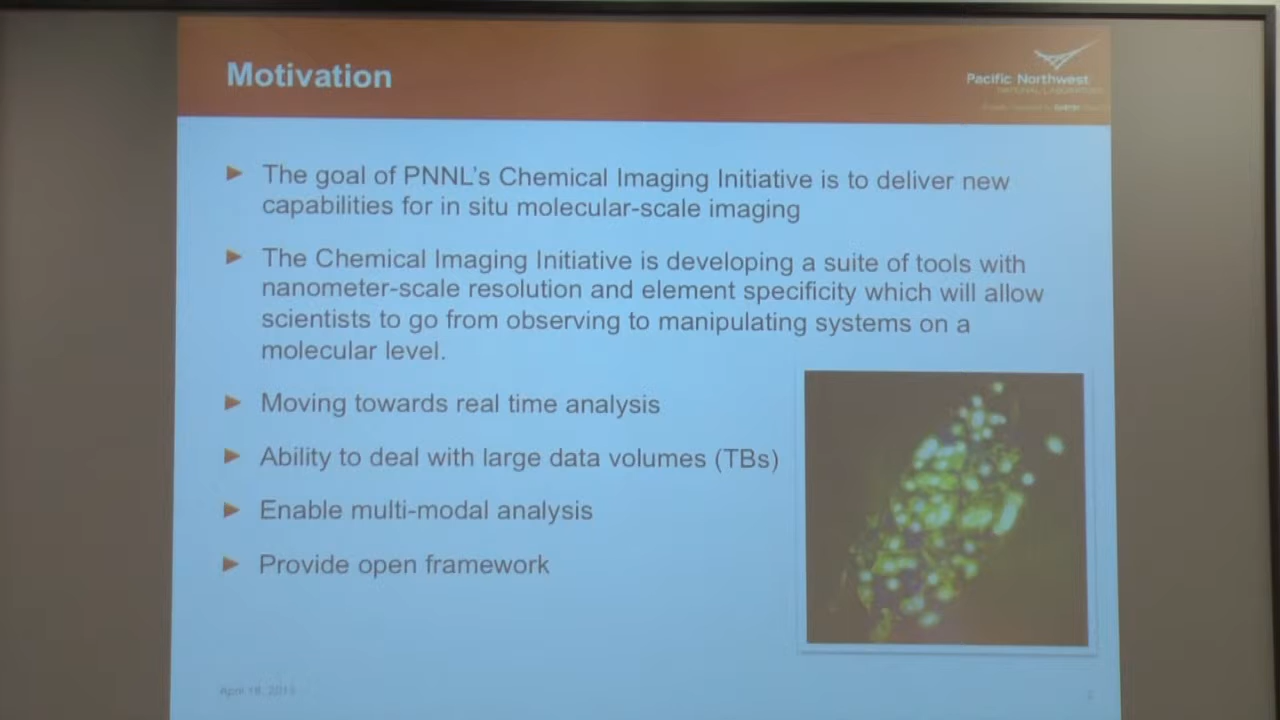 Motivation
Pacific Northwest
NATIONAL LABORATORY
The goal of PNNL's Chemical Imaging Initiative is to deliver new
capabilities for in situ molecular-scale imaging
The Chemical Imaging Initiative is developing a suite of tools with
nanometer-scale resolution and element specificity which will allow
scientists to go from observing to manipulating systems on a
molecular level.
Moving towards real time analysis
Ability to deal with large data volumes (TBs)
Enable multi-modal analysis
Provide open framework